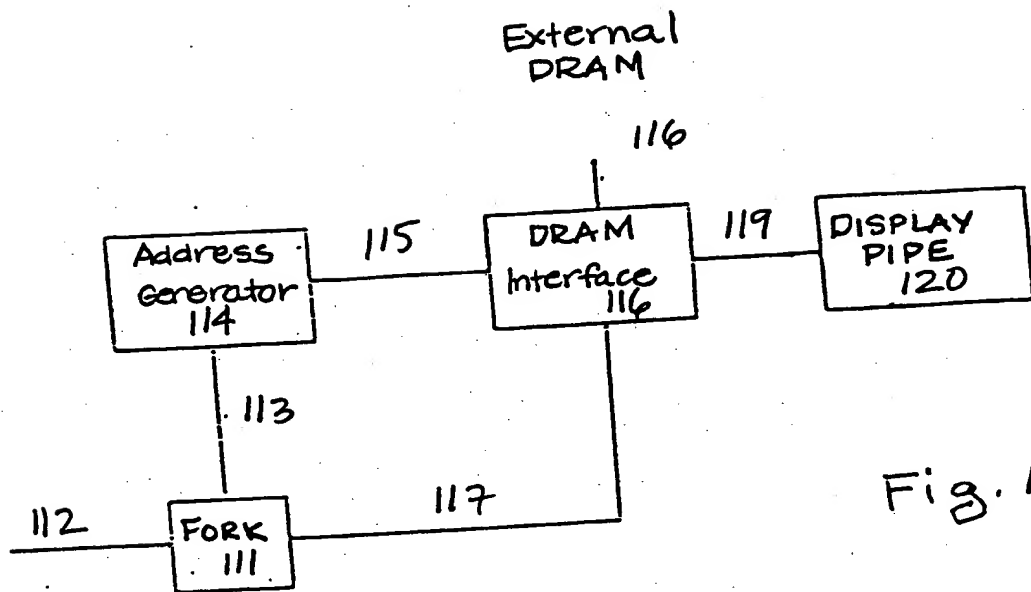 External
DRAM
116
Address
Generator
114
115
DRAM
Interface
116
119
DISPLAY
PIPE
120
113
112
FORK
111
117
Fig.